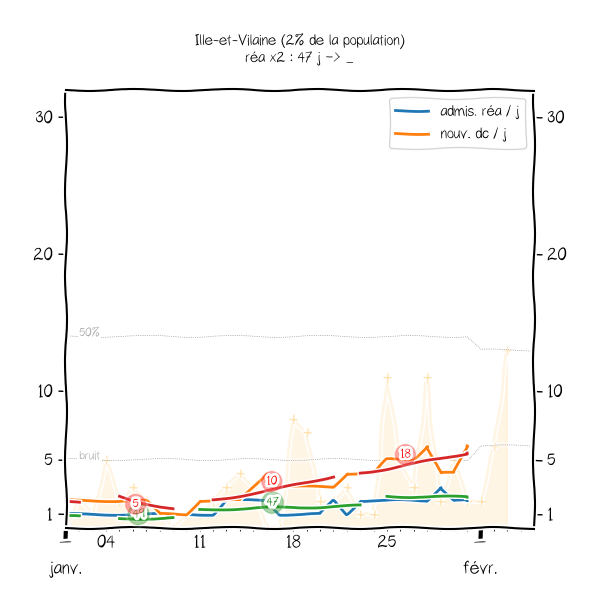 Ille-et-Vilaine (2% de la population)
réa x2 : 47 j -> _
admis. réa / j
nouv. dc / j
30
30
20
20
50%
10
10
18
bruit
5
5
10
5
47
1
1
04
11
18
25
janv.
févr.